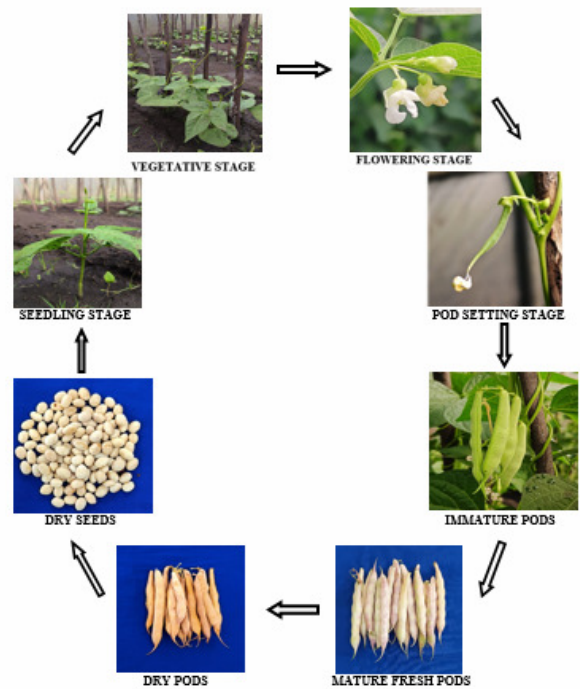 VEGETATIVE STAGE
FLOWERING STAGE
SEEDLING STAGE
POD SETTING STAGE
DRY SEEDS
IMMATURE PODS
DRY PODS
MATURE FRESH PODS